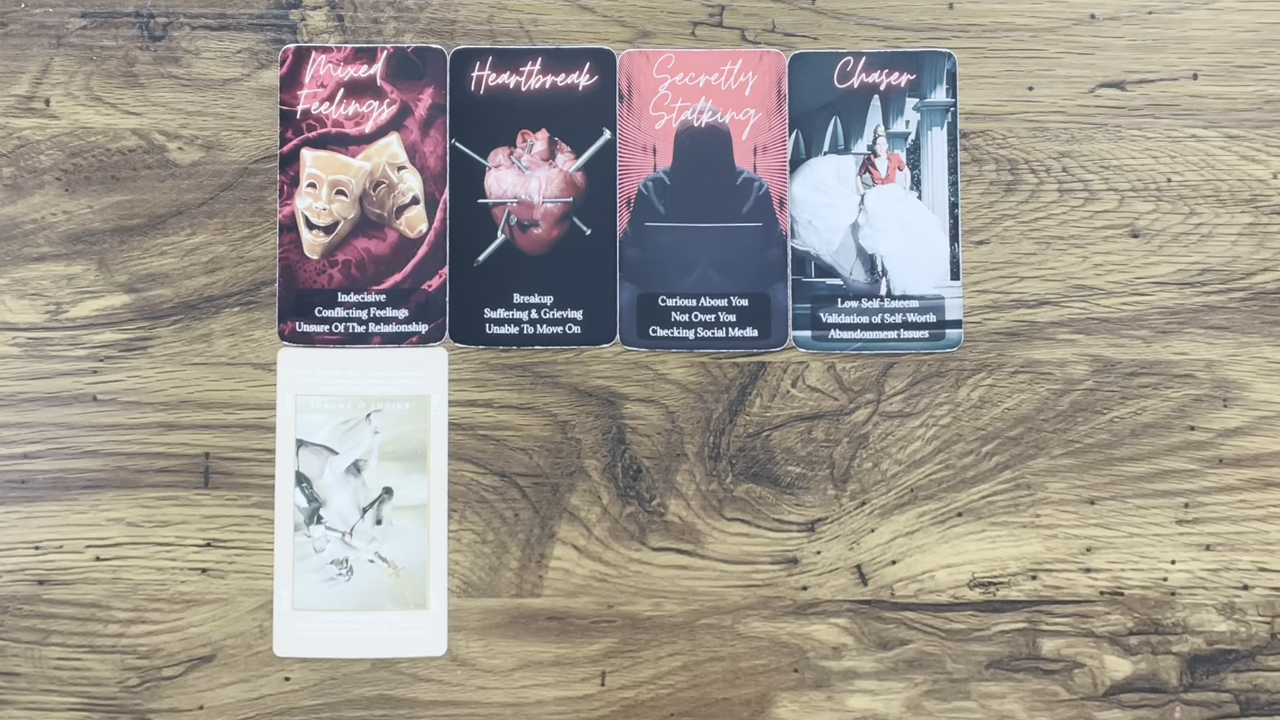 Mixed
Feelings
Indecisive
Conflicting Feelings
Unsure Of The Relationship
Heartbreak
Breakup
Suffering & Grieving
Unable To Move On
Secretly
Stalking
Curious About You
Not Over You
Checking Social Media
Chaser
Low Self-Esteem
Validation of Self-Worth
Abandonment Issues